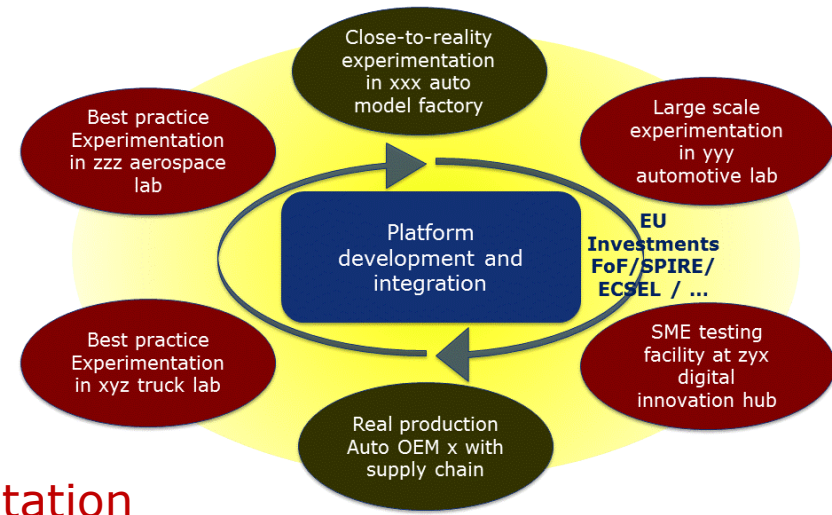 Close-to-reality
experimentation
in xxx auto
model factory
Best practice
Experimentation
in zzz aerospace
lab
Large scale
experimentation
in yyy
automotive lab
Platform
development and
integration
EU
Investments
FoF/SPIRE/
ECSEL / ...
Best practice
Experimentation
in xyz truck lab
SME testing
facility at zyx
digital
innovation hub
Real production
Auto OEM x with
supply chain
tation